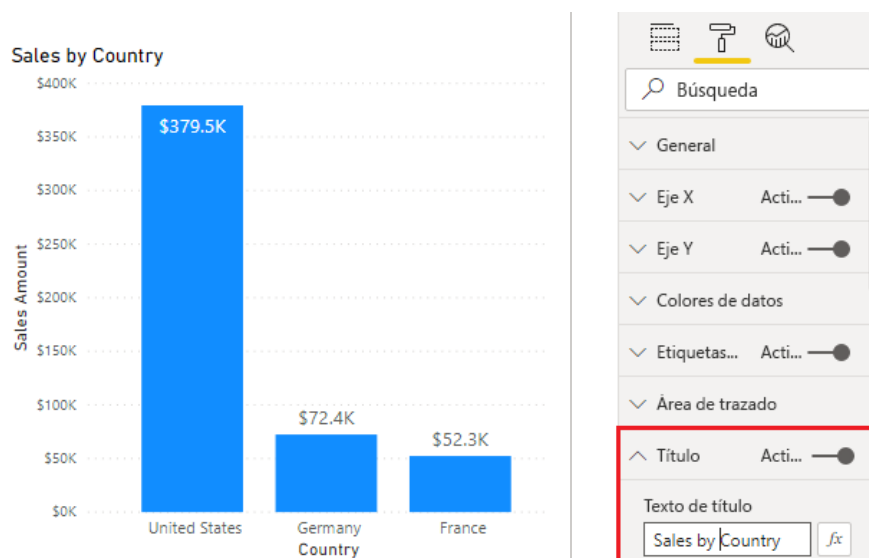 Sales by Country
$400K
$350K
$300K
$250K
$200K
$150K
$100K
$50K
$0K
Sales Amount
$379.5K
$72.4K
$52.3K
United States
Germany
France
Country
Búsqueda
General
Eje X Acti...
Eje Y Acti...
Colores de datos
Etiquetas... Acti...
Área de trazado
Título Acti...
Texto de título
Sales by Country
fx